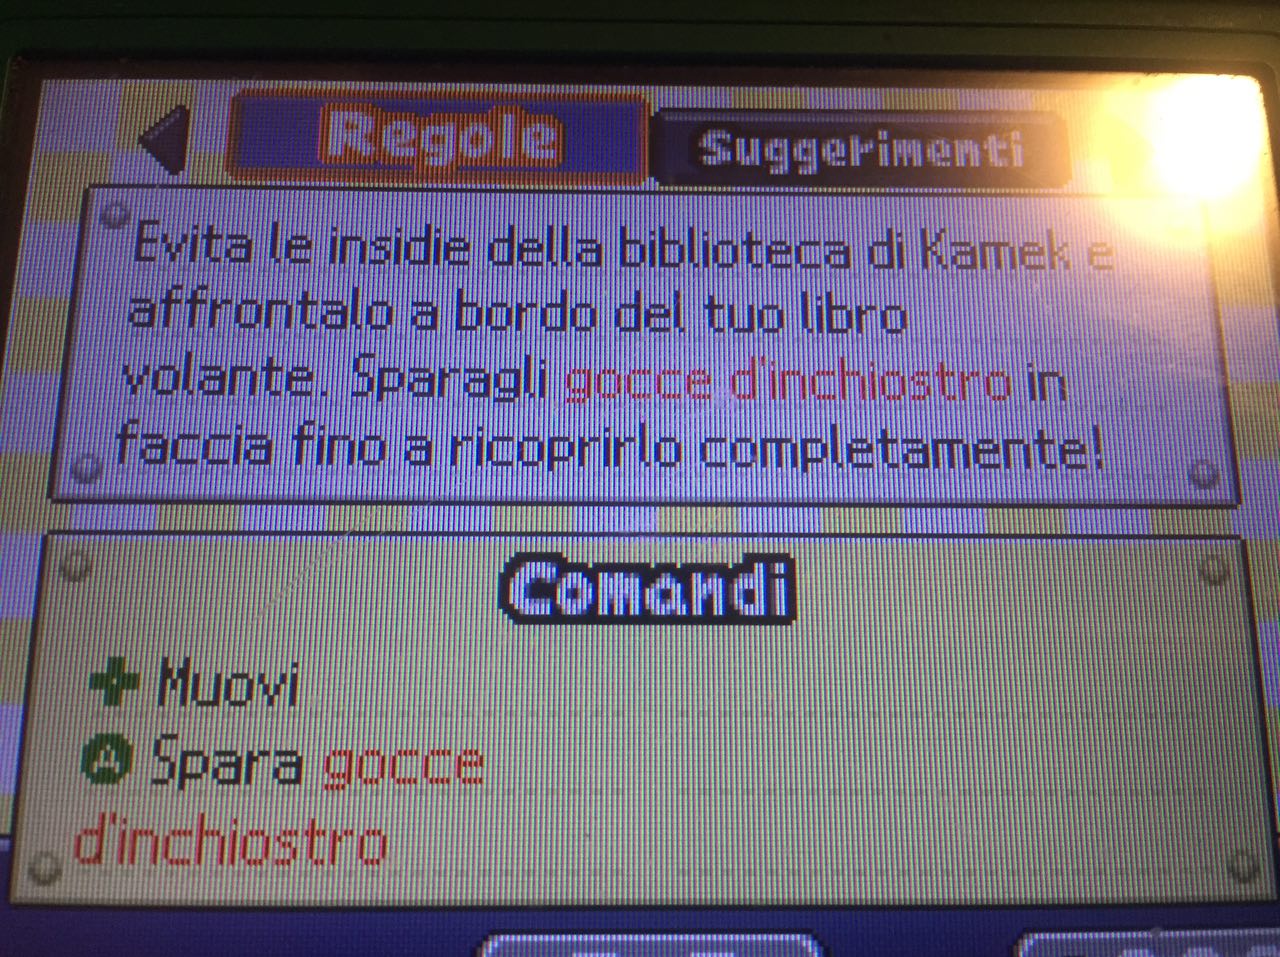 Regole
Suggerimenti
Evita le insidie della biblioteca di Kamek e
affrontalo a bordo del tuo libro
volante. Sparagli gocce d'inchiostro in
faccia fino a ricoprirlo completamente!
Comandi
Muovi
A Spara gocce
d'inchiostro